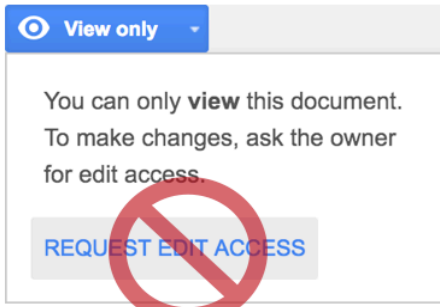 View only
You can only view this document.
To make changes, ask the owner
for edit access.
REQUEST EDIT ACCESS